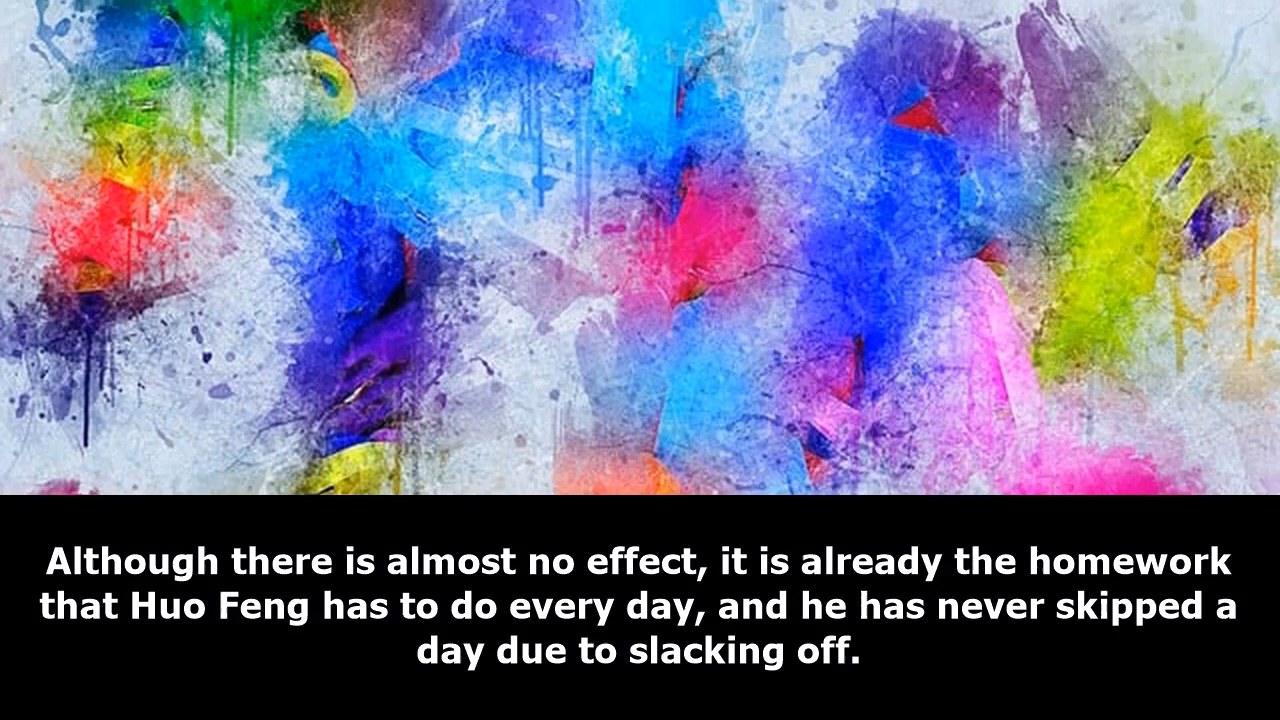 Although there is almost no effect, it is already the homework
that Huo Feng has to do every day, and he has never skipped a
day due to slacking off.